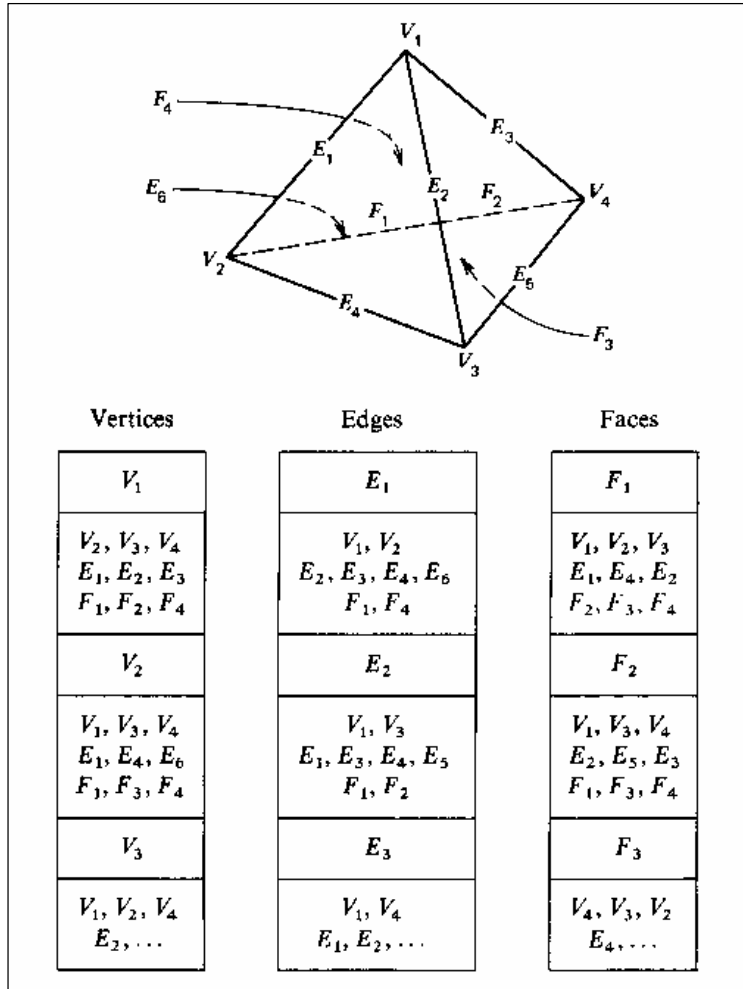 V₁
F₄
E₃
E₁
E₆
E₂
F₂
F₁
V₄
V₂
E₅
E₄
F₃
V₃
Vertices Edges Faces
V₁ E₁ F₁
V₂, V₃, V₄ V₁, V₂ V₁, V₂, V₃
E₁, E₂, E₃ E₂, E₃, E₄, E₆ E₁, E₄, E₂
F₁, F₂, F₄ F₁, F₄ F₂, F₃, F₄
V₂ E₂ F₂
V₁, V₃, V₄ V₁, V₃ V₁, V₃, V₄
E₁, E₄, E₆ E₁, E₃, E₄, E₅ E₂, E₅, E₃
F₁, F₃, F₄ F₁, F₂ F₁, F₃, F₄
V₃ E₃ F₃
V₁, V₂, V₄ V₁, V₄ V₄, V₃, V₂
E₂, ... E₁, E₂, ... E₄, ...